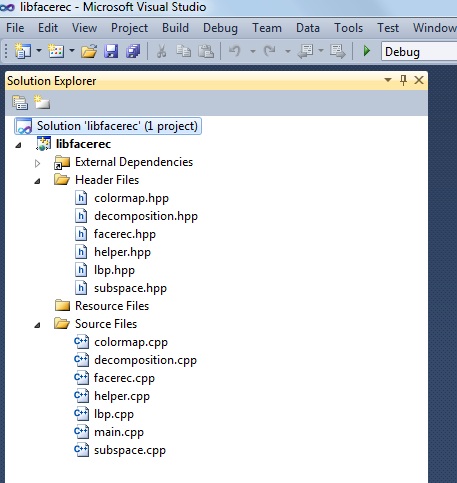 libfacerec - Microsoft Visual Studio
File Edit View Project Build Debug Team Data Tools Test Window
Debug
Solution Explorer
Solution 'libfacerec' (1 project)
libfacerec
External Dependencies
Header Files
colormap.hpp
decomposition.hpp
facerec.hpp
helper.hpp
lbp.hpp
subspace.hpp
Resource Files
Source Files
colormap.cpp
decomposition.cpp
facerec.cpp
helper.cpp
lbp.cpp
main.cpp
subspace.cpp